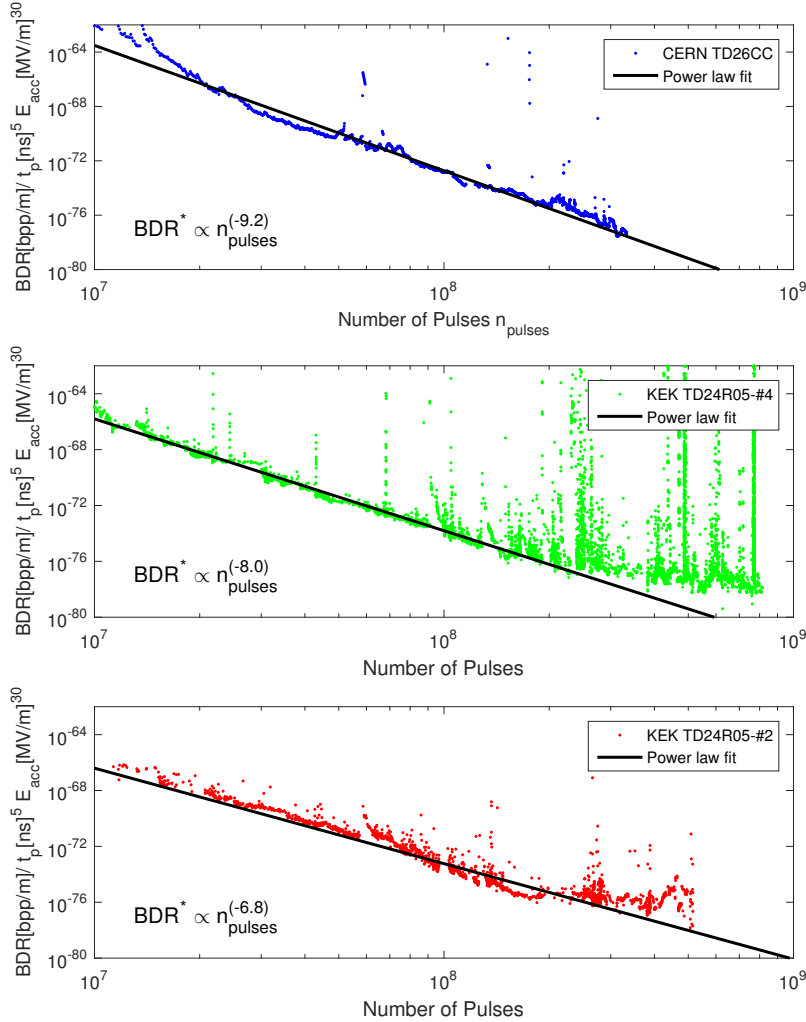 BDR[bpp/m]/ t_p[ns]^5 E_acc[MV/m]^30
10^-64
10^-68
10^-72
10^-76
10^-80
CERN TD26CC
Power law fit
BDR^* ∝ n_pulses^(-9.2)
10^7
10^8
10^9
Number of Pulses n_pulses
BDR[bpp/m]/ t_p[ns]^5 E_acc[MV/m]^30
10^-64
10^-68
10^-72
10^-76
10^-80
KEK TD24R05-#4
Power law fit
BDR^* ∝ n_pulses^(-8.0)
10^7
10^8
10^9
Number of Pulses
BDR[bpp/m]/ t_p[ns]^5 E_acc[MV/m]^30
10^-64
10^-68
10^-72
10^-76
10^-80
KEK TD24R05-#2
Power law fit
BDR^* ∝ n_pulses^(-6.8)
10^7
10^8
10^9
Number of Pulses